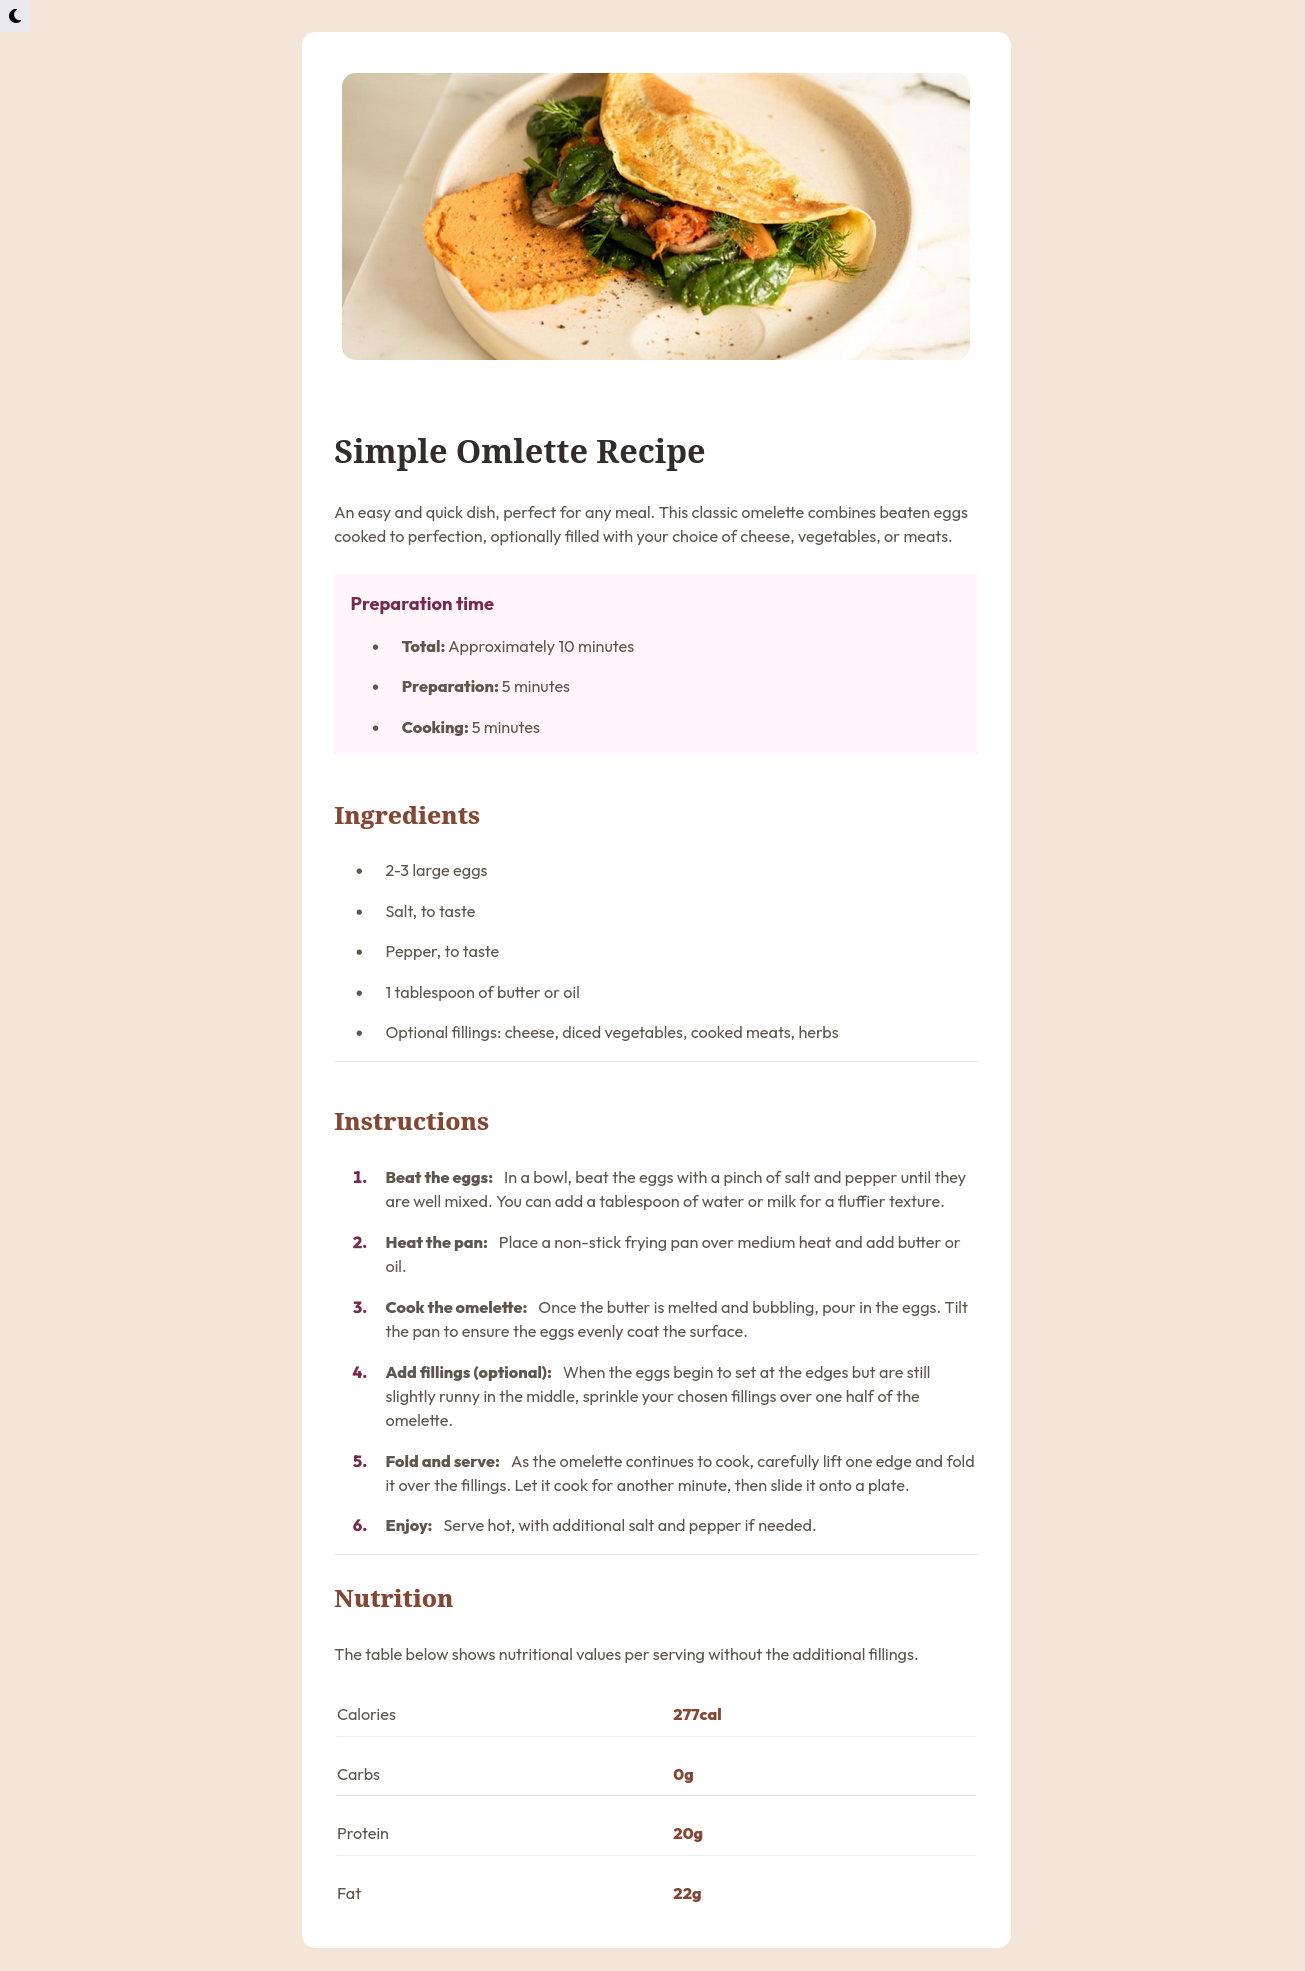 Simple Omlette Recipe
An easy and quick dish, perfect for any meal. This classic omelette combines beaten eggs
cooked to perfection, optionally filled with your choice of cheese, vegetables, or meats.
Preparation time
• Total: Approximately 10 minutes
• Preparation: 5 minutes
• Cooking: 5 minutes
Ingredients
• 2-3 large eggs
• Salt, to taste
• Pepper, to taste
• 1 tablespoon of butter or oil
• Optional fillings: cheese, diced vegetables, cooked meats, herbs
Instructions
1. Beat the eggs: In a bowl, beat the eggs with a pinch of salt and pepper until they
are well mixed. You can add a tablespoon of water or milk for a fluffier texture.
2. Heat the pan: Place a non-stick frying pan over medium heat and add butter or
oil.
3. Cook the omelette: Once the butter is melted and bubbling, pour in the eggs. Tilt
the pan to ensure the eggs evenly coat the surface.
4. Add fillings (optional): When the eggs begin to set at the edges but are still
slightly runny in the middle, sprinkle your chosen fillings over one half of the
omelette.
5. Fold and serve: As the omelette continues to cook, carefully lift one edge and fold
it over the fillings. Let it cook for another minute, then slide it onto a plate.
6. Enjoy: Serve hot, with additional salt and pepper if needed.
Nutrition
The table below shows nutritional values per serving without the additional fillings.
Calories 277cal
Carbs 0g
Protein 20g
Fat 22g